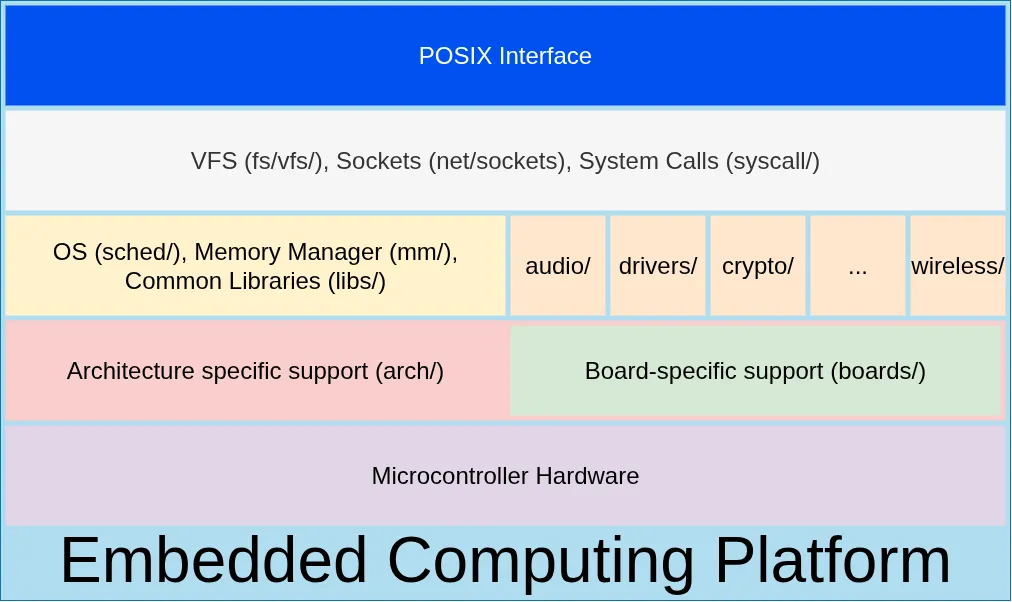 POSIX Interface
VFS (fs/vfs/), Sockets (net/sockets), System Calls (syscall/)
OS (sched/), Memory Manager (mm/),
Common Libraries (libs/)
audio/
drivers/
crypto/
...
wireless/
Architecture specific support (arch/)
Board-specific support (boards/)
Microcontroller Hardware
Embedded Computing Platform